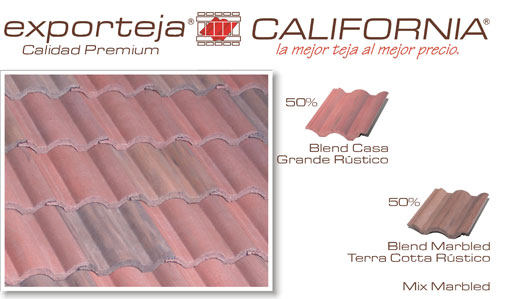 exporteja® CALIFORNIA®
Calidad Premium
la mejor teja al mejor precio.
50%
Blend Casa
Grande Rústico
50%
Blend Marbled
Terra Cotta Rústico
Mix Marbled